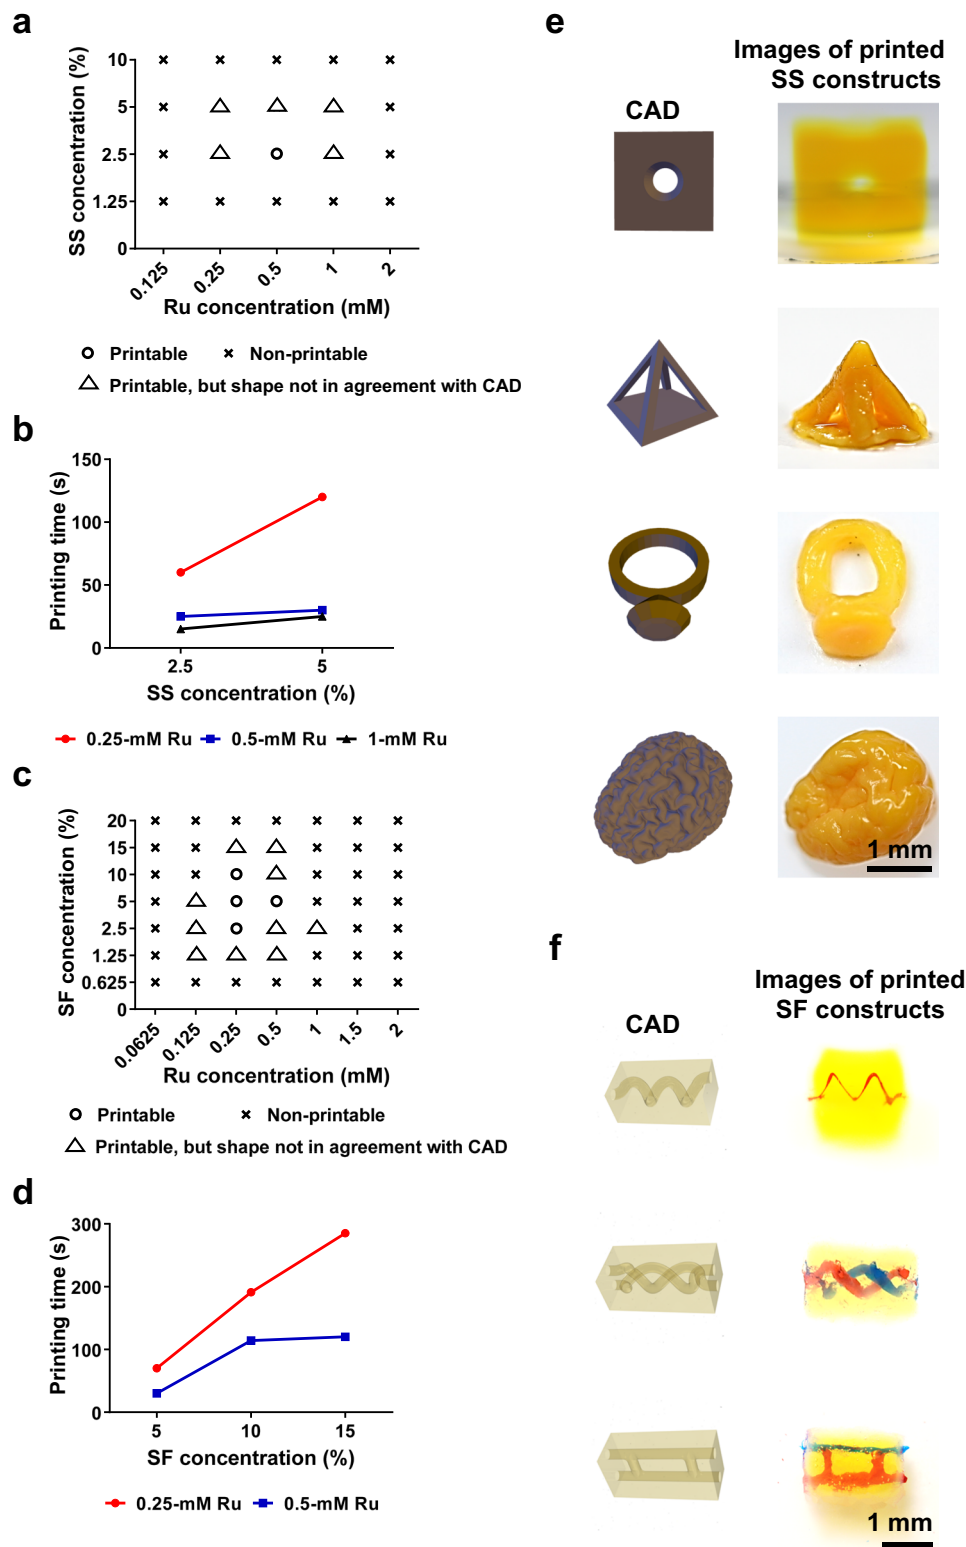 a
SS concentration (%)
10
5
2.5
1.25
0
0.125
0.25
0.5
1
2
Ru concentration (mM)
Printable
Non-printable
Printable, but shape not in agreement with CAD
b
Printing time (s)
150
100
50
0
2.5
5
SS concentration (%)
0.25-mM Ru
0.5-mM Ru
1-mM Ru
c
SF concentration (%)
20
15
10
5
2.5
1.25
0.625
0
0.0625
0.125
0.25
0.5
1
1.5
2
Ru concentration (mM)
Printable
Non-printable
Printable, but shape not in agreement with CAD
d
Printing time (s)
300
200
100
0
5
10
15
SF concentration (%)
0.25-mM Ru
0.5-mM Ru
e
CAD
Images of printed
SS constructs
1 mm
f
CAD
Images of printed
SF constructs
1 mm